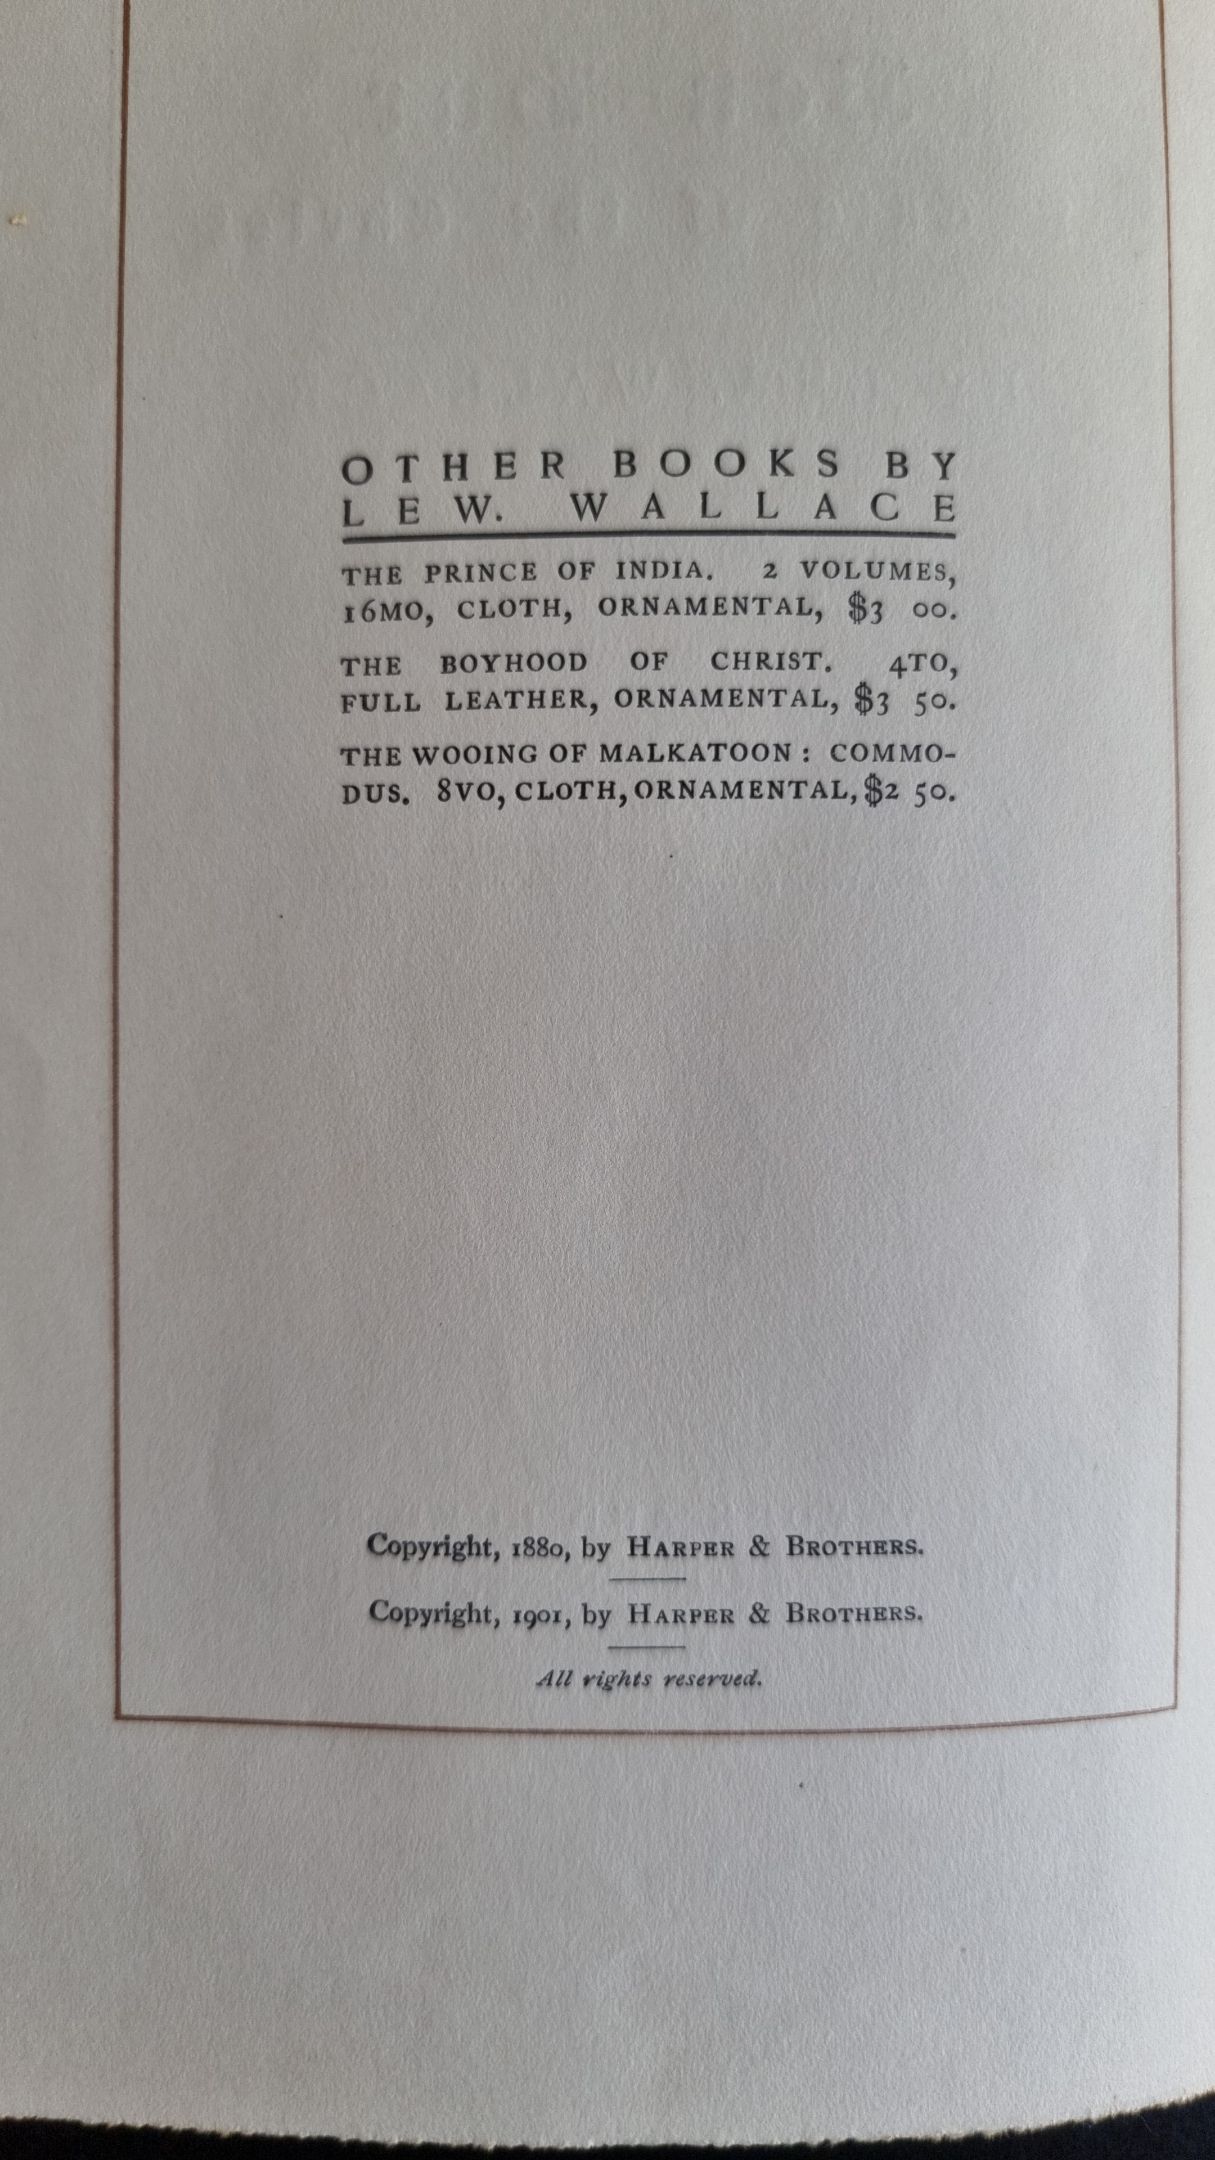 OTHER BOOKS BY
LEW. WALLACE
THE PRINCE OF INDIA. 2 VOLUMES,
16MO, CLOTH, ORNAMENTAL, $3 00.
THE BOYHOOD OF CHRIST. 4TO,
FULL LEATHER, ORNAMENTAL, $3 50.
THE WOOING OF MALKATOON: COMMO-
DUS. 8VO, CLOTH, ORNAMENTAL, $2 50.
Copyright, 1880, by HARPER & BROTHERS.
Copyright, 1901, by HARPER & BROTHERS.
All rights reserved.